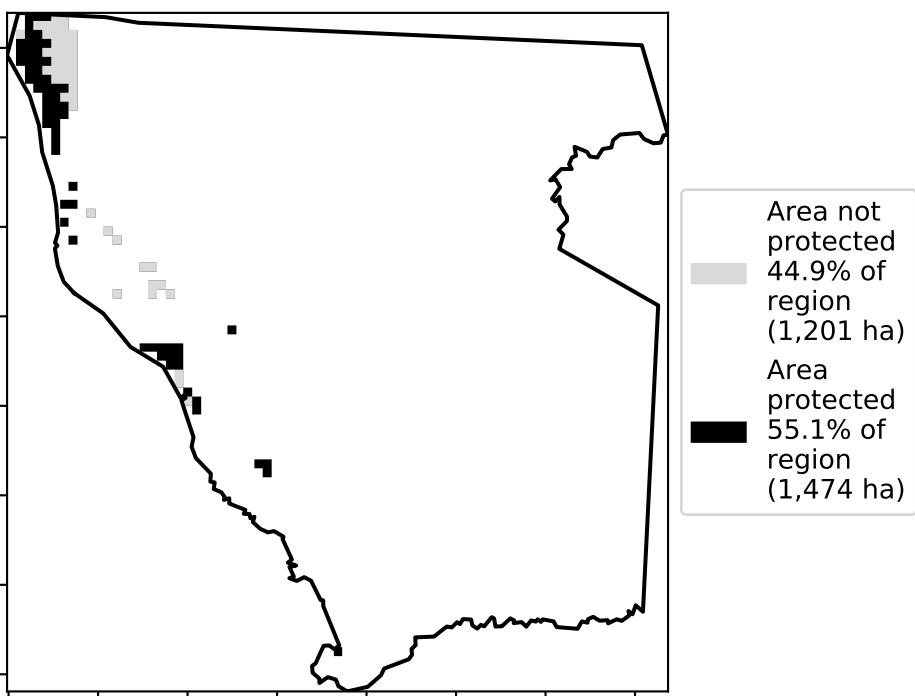 Area not
protected
44.9% of
region
(1,201 ha)
Area
protected
55.1% of
region
(1,474 ha)